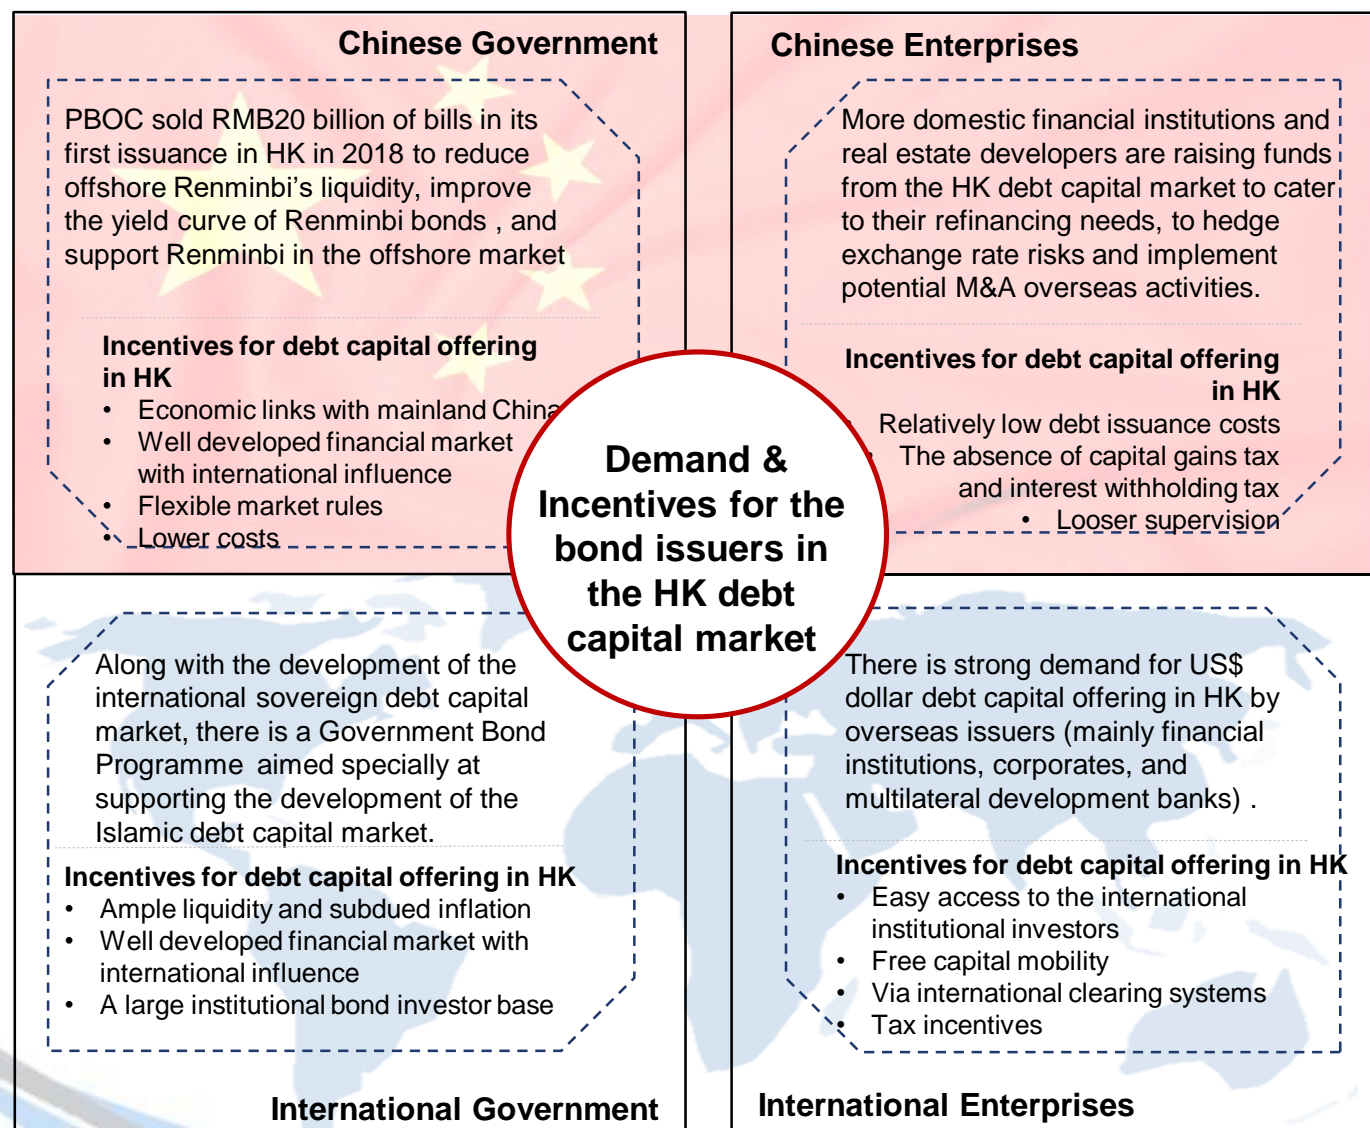 Chinese Government
PBOC sold RMB20 billion of bills in its
first issuance in HK in 2018 to reduce
offshore Renminbi’s liquidity, improve
the yield curve of Renminbi bonds , and
support Renminbi in the offshore market
Incentives for debt capital offering
in HK
• Economic links with mainland China
• Well developed financial market
with international influence
• Flexible market rules
• Lower costs
Chinese Enterprises
More domestic financial institutions and
real estate developers are raising funds
from the HK debt capital market to cater
to their refinancing needs, to hedge
exchange rate risks and implement
potential M&A overseas activities.
Incentives for debt capital offering
in HK
• Relatively low debt issuance costs
• The absence of capital gains tax
and interest withholding tax
• Looser supervision
Demand &
Incentives for the
bond issuers in
the HK debt
capital market
Along with the development of the
international sovereign debt capital
market, there is a Government Bond
Programme aimed specially at
supporting the development of the
Islamic debt capital market.
Incentives for debt capital offering in HK
• Ample liquidity and subdued inflation
• Well developed financial market with
international influence
• A large institutional bond investor base
International Government
There is strong demand for US$
dollar debt capital offering in HK by
overseas issuers (mainly financial
institutions, corporates, and
multilateral development banks) .
Incentives for debt capital offering in HK
• Easy access to the international
institutional investors
• Free capital mobility
• Via international clearing systems
• Tax incentives
International Enterprises